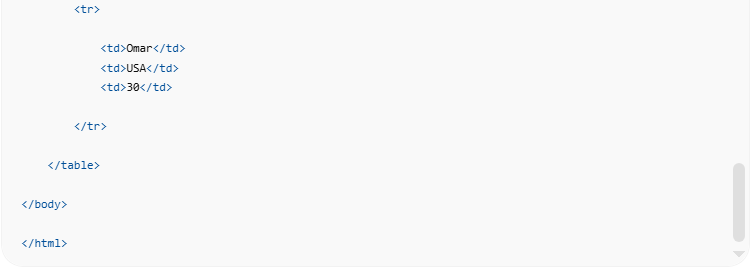 <tr>
<td>Omar</td>
<td>USA</td>
<td>30</td>
</tr>
</table>
</body>
</html>